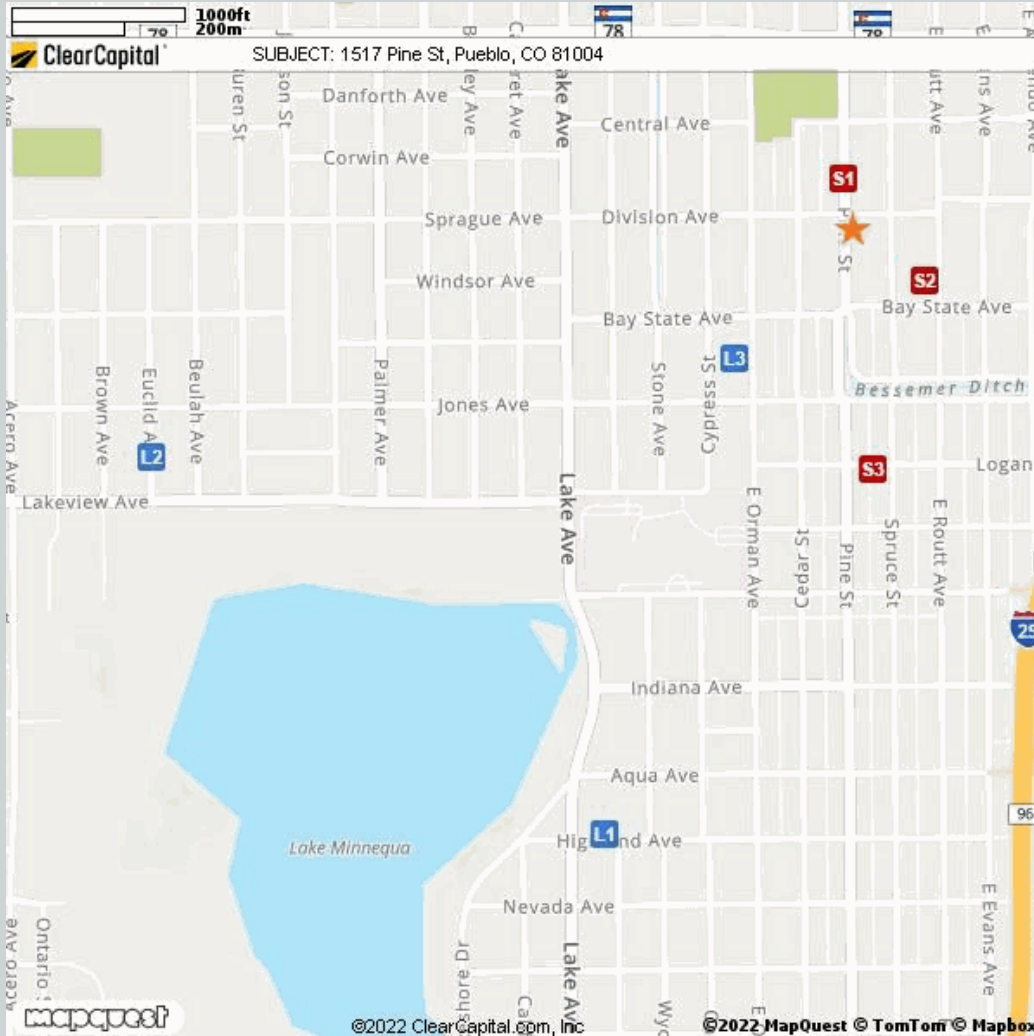 1000ft
200m
78
78
78
ClearCapital
SUBJECT: 1517 Pine St, Pueblo, CO 81004
Danforth Ave
Central Ave
Corwin Ave
Sprague Ave
Division Ave
S1
Windsor Ave
S2
Bay State Ave
Bay State Ave
L3
Bessemer Ditch
Brown Ave
Beulah Ave
Palmer Ave
Stone Ave
Cypress St
Jones Ave
Acero Ave
L2
S3
Logan
Lakeview Ave
Lake Ave
E Orman Ave
Cedar St
Pine St
Spruce St
E Routt Ave
25
Indiana Ave
Aqua Ave
96
L1
Lake Minnequa
Nevada Ave
E Evans Ave
Acero Ave
Ontario
Lake Av
mapquest
©2022 ClearCapital.com, Inc
©2022 MapQuest © TomTom © Mapbox